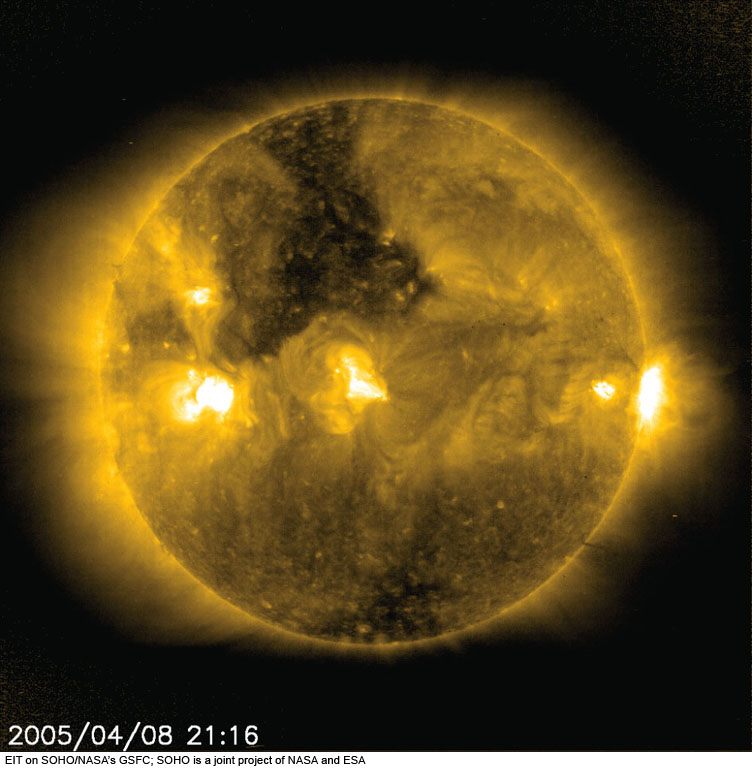 2005/04/08 21:16
EIT on SOHO/NASA's GSFC; SOHO is a joint project of NASA and ESA